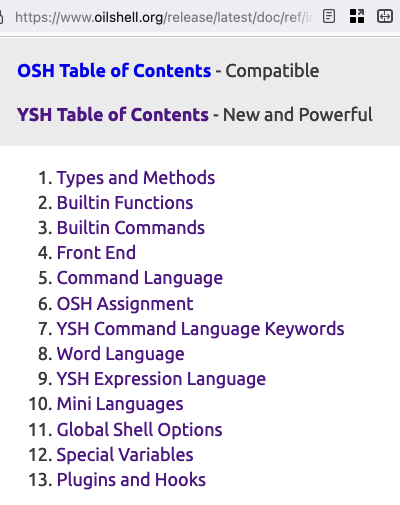 https://www.oilshell.org/release/latest/doc/ref/
OSH Table of Contents - Compatible
YSH Table of Contents - New and Powerful
1. Types and Methods
2. Builtin Functions
3. Builtin Commands
4. Front End
5. Command Language
6. OSH Assignment
7. YSH Command Language Keywords
8. Word Language
9. YSH Expression Language
10. Mini Languages
11. Global Shell Options
12. Special Variables
13. Plugins and Hooks